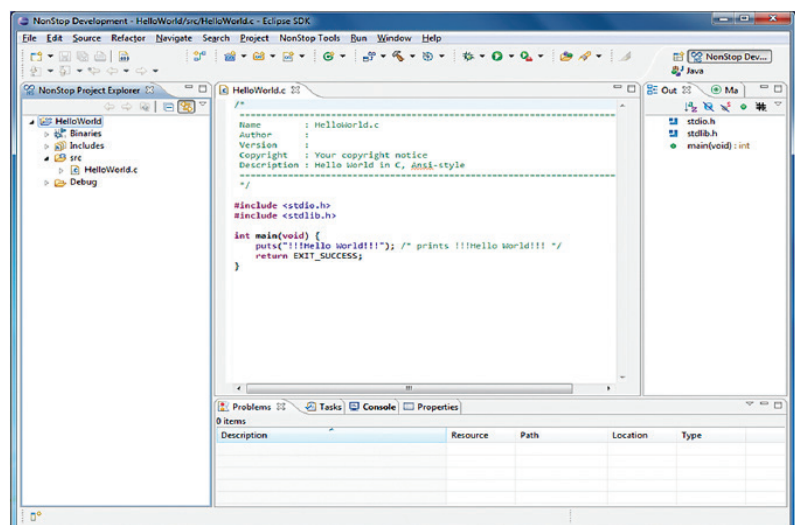 NonStop Development - HelloWorld/src/HelloWorld.c - Eclipse SDK
File Edit Source Refactor Navigate Search Project NonStop Tools Run Window Help
NonStop Dev...
Java
NonStop Project Explorer
HelloWorld
Binaries
Includes
src
HelloWorld.c
Debug
HelloWorld.c
/*
============================================================================
Name : HelloWorld.c
Author :
Version :
Copyright : Your copyright notice
Description : Hello World in C, Ansi-style
============================================================================
*/
#include <stdio.h>
#include <stdlib.h>
int main(void) {
puts("!!!Hello World!!!"); /* prints !!!Hello World!!! */
return EXIT_SUCCESS;
}
Out Ma
stdio.h
stdlib.h
main(void) : int
Problems Tasks Console Properties
0 items
Description Resource Path Location Type